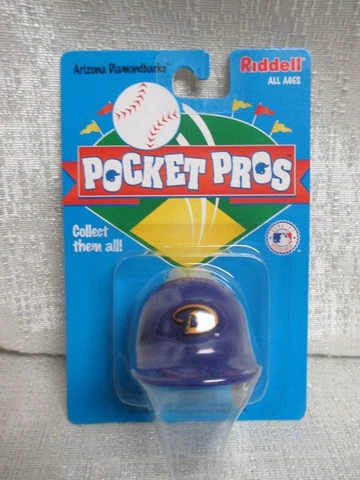 Arizona Diamondbacks
Riddell
ALL AGES
POCKET PROS
Collect
them all!